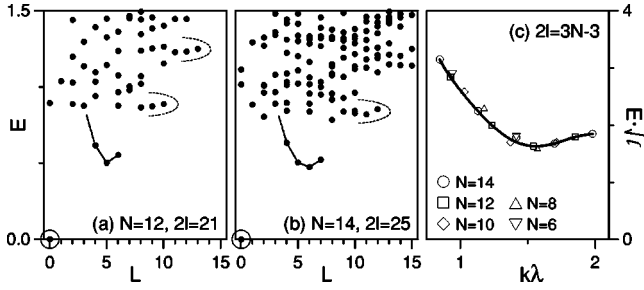 1.5
E
0.0
(a) N=12, 2l=21
0 5 10 15
L
(b) N=14, 2l=25
0 5 10 15
L
(c) 2l=3N-3
N=14
N=12 N=8
N=10 N=6
1 2
kλ
4
E·√l
0